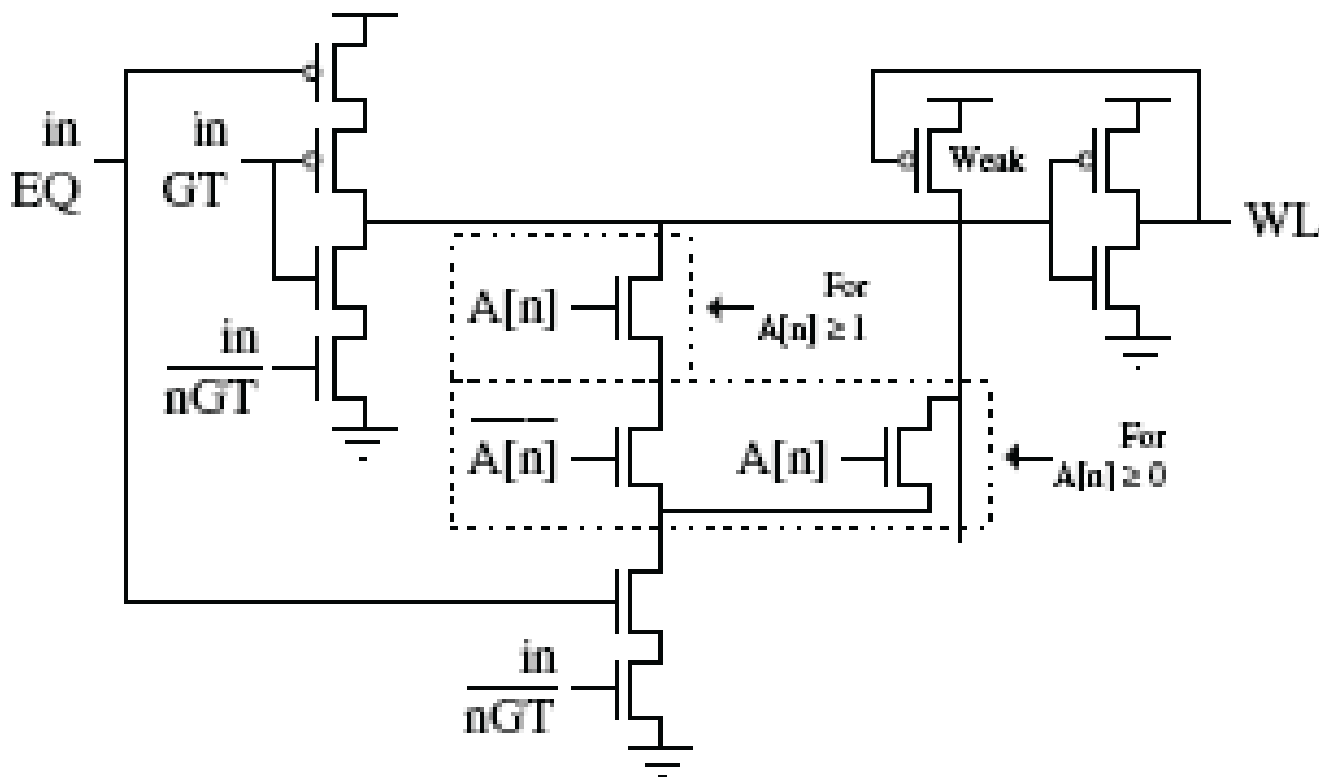 in
EQ
in
GT
in
nGT
A[n]
For
A[n] ≥ 1
A[n]
A[n]
For
A[n] ≥ 0
in
nGT
Weak
WL